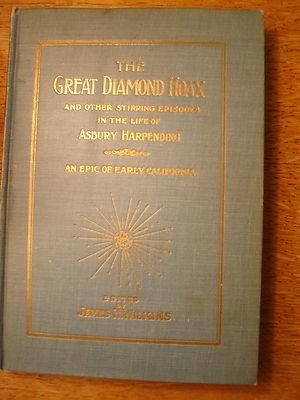 THE
GREAT DIAMOND HOAX
AND OTHER STIRRING EPISODES
IN THE LIFE OF
ASBURY HARPENDING
AN EPIC OF EARLY CALIFORNIA
EDITED
BY
JAMES H. WILKINS